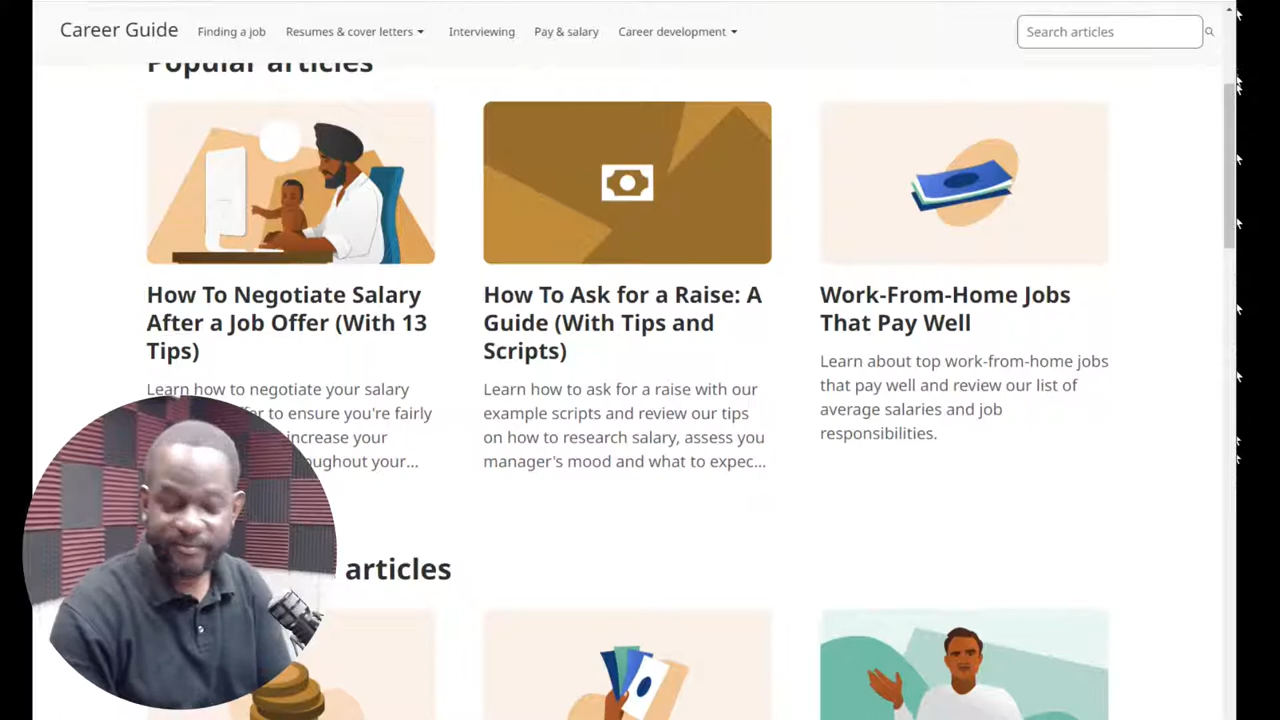 Career Guide
Finding a job
Resumes & cover letters
Interviewing
Pay & salary
Career development
Search articles
Popular articles
How To Negotiate Salary
After a Job Offer (With 13
Tips)
Learn how to negotiate your salary
to ensure you're fairly
increase your
your...
How To Ask for a Raise: A
Guide (With Tips and
Scripts)
Learn how to ask for a raise with our
example scripts and review our tips
on how to research salary, assess you
manager's mood and what to expec...
Work-From-Home Jobs
That Pay Well
Learn about top work-from-home jobs
that pay well and review our list of
average salaries and job
responsibilities.
articles